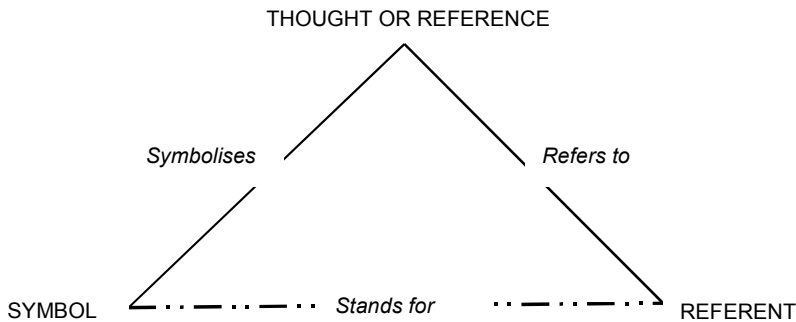 THOUGHT OR REFERENCE
Symbolises
Refers to
SYMBOL
Stands for
REFERENT